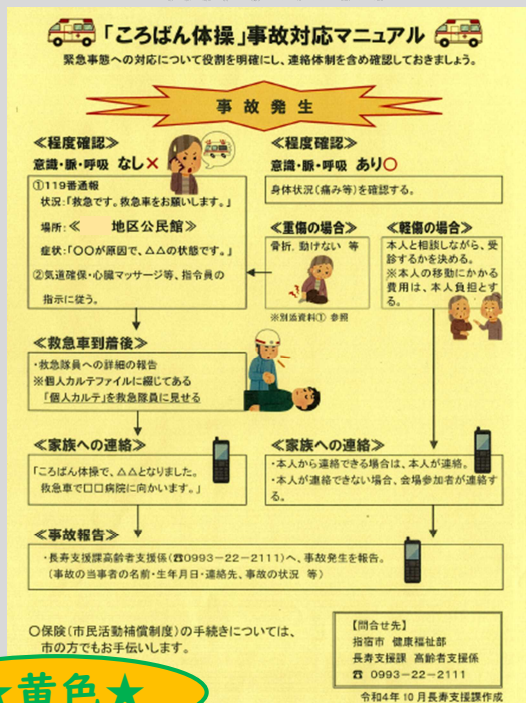 「ころばん体操」事故対応マニュアル
緊急事態への対応について役割を明確にし、連絡体制を含め確認しておきましょう。
事故発生
≪程度確認≫
意識・脈・呼吸 なし×
①119番通報
状況:「救急です。救急車をお願いします。」
場所:≪ 地区公民館≫
症状:「〇〇が原因で、△△の状態です。」
②気道確保・心臓マッサージ等、指令員の
指示に従う。
≪程度確認≫
意識・脈・呼吸 あり〇
身体状況(痛み等)を確認する。
≪重傷の場合≫
骨折、動けない 等
※別添資料① 参照
≪軽傷の場合≫
本人と相談しながら、受
診するかを決める。
※本人の移動にかかる
費用は、本人負担とす
る。
≪救急車到着後≫
・救急隊員への詳細の報告
※個人カルテファイルに綴じてある
「個人カルテ」を救急隊員に見せる
≪家族への連絡≫
「ころばん体操で、△△となりました。
救急車で□□病院に向かいます。」
≪家族への連絡≫
・本人から連絡できる場合は、本人が連絡。
・本人が連絡できない場合、会場参加者が連絡す
る。
≪事故報告≫
・長寿支援課高齢者支援係(☎0993-22-2111)へ、事故発生を報告。
(事故の当事者の名前・生年月日・連絡先、事故の状況 等)
〇保険(市民活動補償制度)の手続きについては、
市の方でもお手伝いします。
【問合せ先】
指宿市 健康福祉部
長寿支援課 高齢者支援係
☎ 0993-22-2111
令和4年10月長寿支援課作成
★黄色★